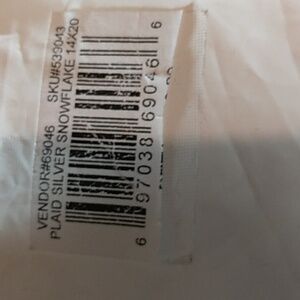 VENDOR#69046 SKU#539043
PLAID SILVER SNOWFLAKE 14X20
6 97038 69046 6